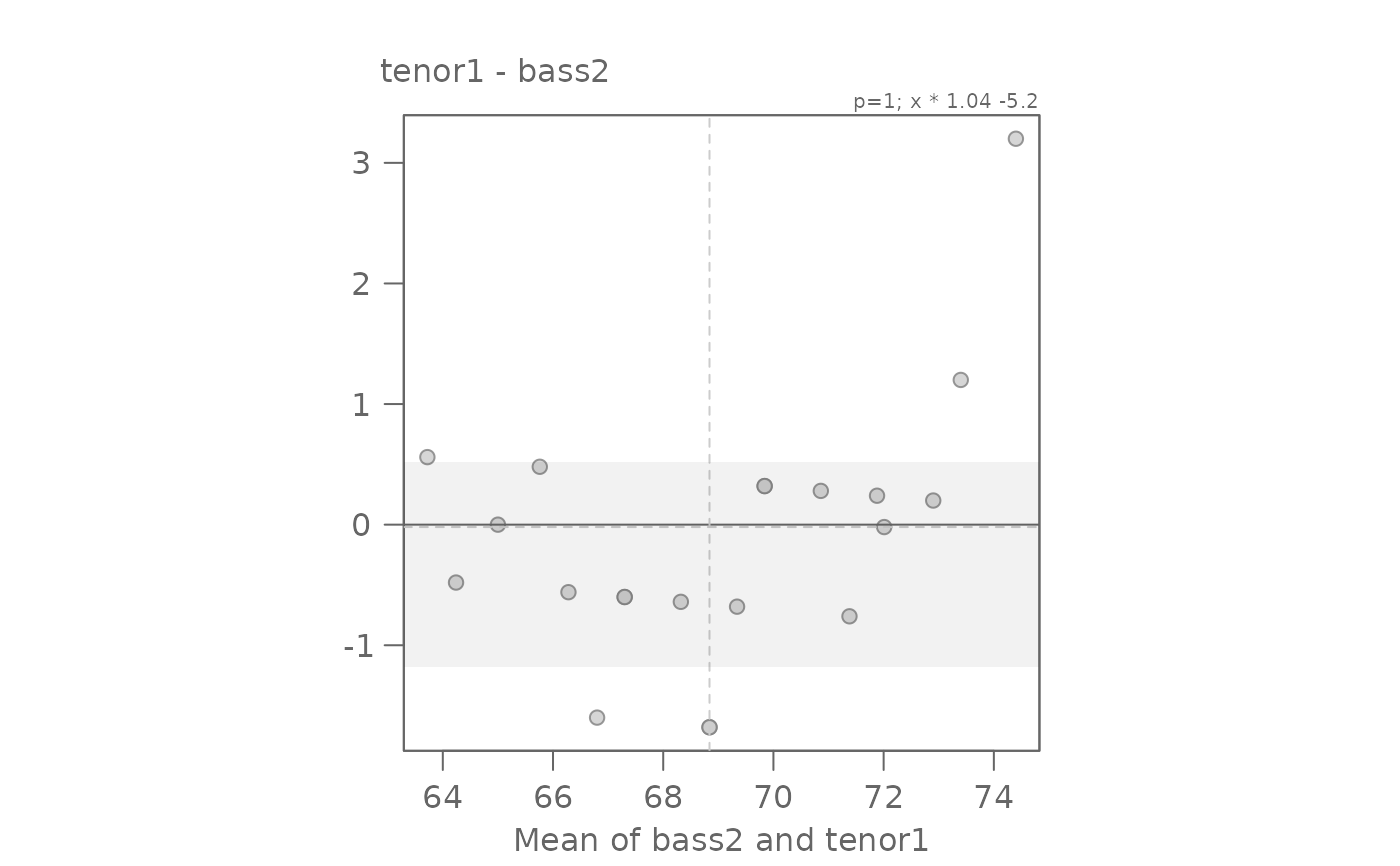 tenor1 - bass2
p=1; x * 1.04 -5.2
3
2
1
0
-1
64 66 68 70 72 74
Mean of bass2 and tenor1